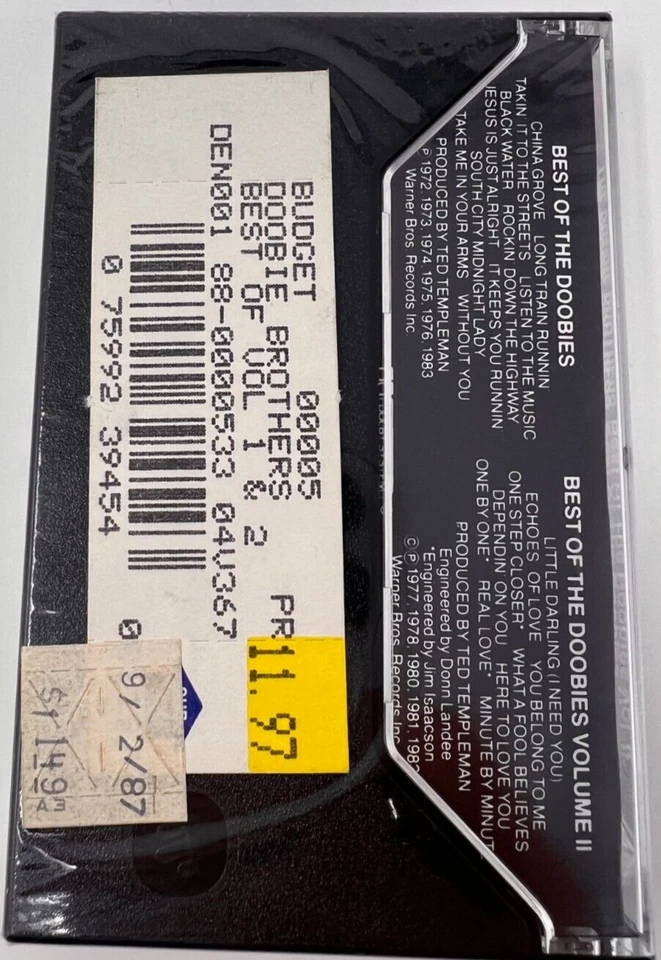 BEST OF THE DOOBIES
CHINA GROVE LONG TRAIN RUNNIN
TAKIN IT TO THE STREETS LISTEN TO THE MUSIC
BLACK WATER ROCKIN DOWN THE HIGHWAY
JESUS IS JUST ALRIGHT IT KEEPS YOU RUNNIN
SOUTH CITY MIDNIGHT LADY
TAKE ME IN YOUR ARMS WITHOUT YOU
PRODUCED BY TED TEMPLEMAN
℗ 1972, 1973, 1974, 1975, 1976, 1983
Warner Bros. Records Inc.
BEST OF THE DOOBIES VOLUME II
LITTLE DARLING (I NEED YOU)
ECHOES OF LOVE YOU BELONG TO ME
ONE STEP CLOSER* WHAT A FOOL BELIEVES
DEPENDIN' ON YOU HERE TO LOVE YOU
ONE BY ONE* REAL LOVE* MINUTE BY MINUT
PRODUCED BY TED TEMPLEMAN
Engineered by Donn Landee
*Engineered by Jim Isaacson
© ℗ 1977, 1978, 1980, 1981, 198
Warner Bros. Records Inc.
BUDGET 00005 PR
DOOBIE BROTHERS 11.97
BEST OF VOL 1 & 2
DEN001 88-0000533 04V367
0 75992 39454 0
9/ 2/87